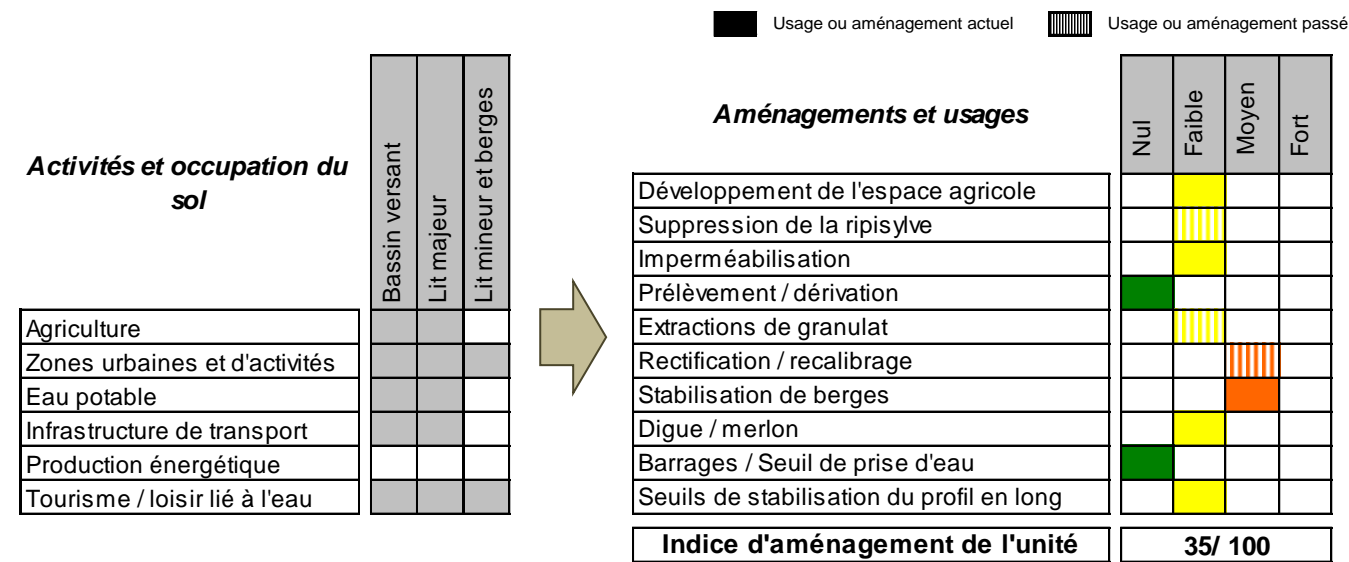 Usage ou aménagement actuel
Usage ou aménagement passé
Activités et occupation du
sol
Bassin versant
Lit majeur
Lit mineur et berges
Agriculture
Zones urbaines et d'activités
Eau potable
Infrastructure de transport
Production énergétique
Tourisme / loisir lié à l'eau
Aménagements et usages
Nul
Faible
Moyen
Fort
Développement de l'espace agricole
Suppression de la ripisylve
Imperméabilisation
Prélèvement / dérivation
Extractions de granulat
Rectification / recalibrage
Stabilisation de berges
Digue / merlon
Barrages / Seuil de prise d'eau
Seuils de stabilisation du profil en long
Indice d'aménagement de l'unité
35/ 100